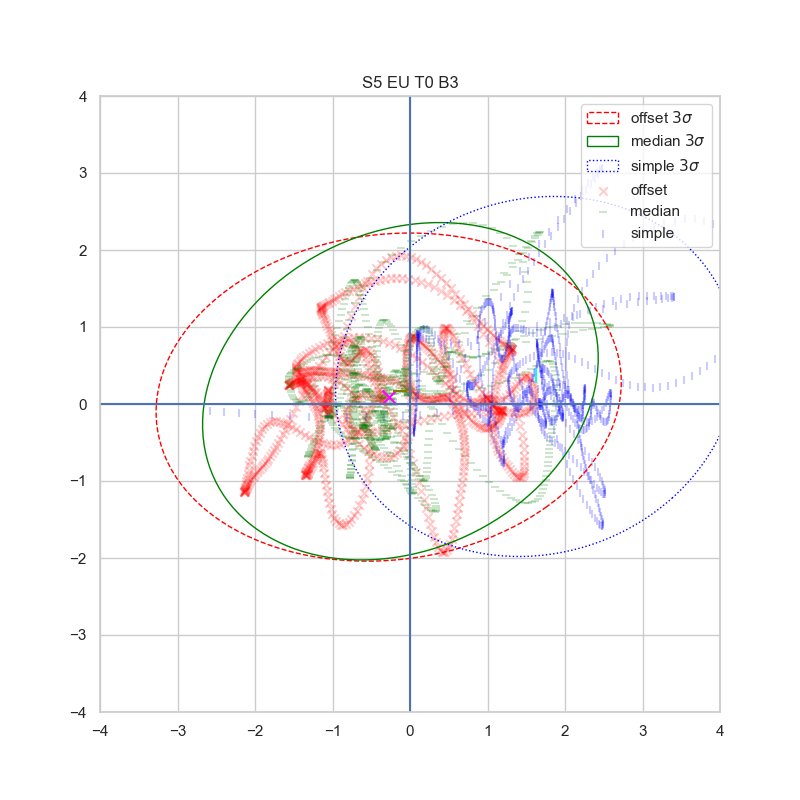 S5 EU T0 B3
offset 3σ
median 3σ
simple 3σ
offset
median
simple
4
3
2
1
0
−1
−2
−3
−4
−4 −3 −2 −1 0 1 2 3 4